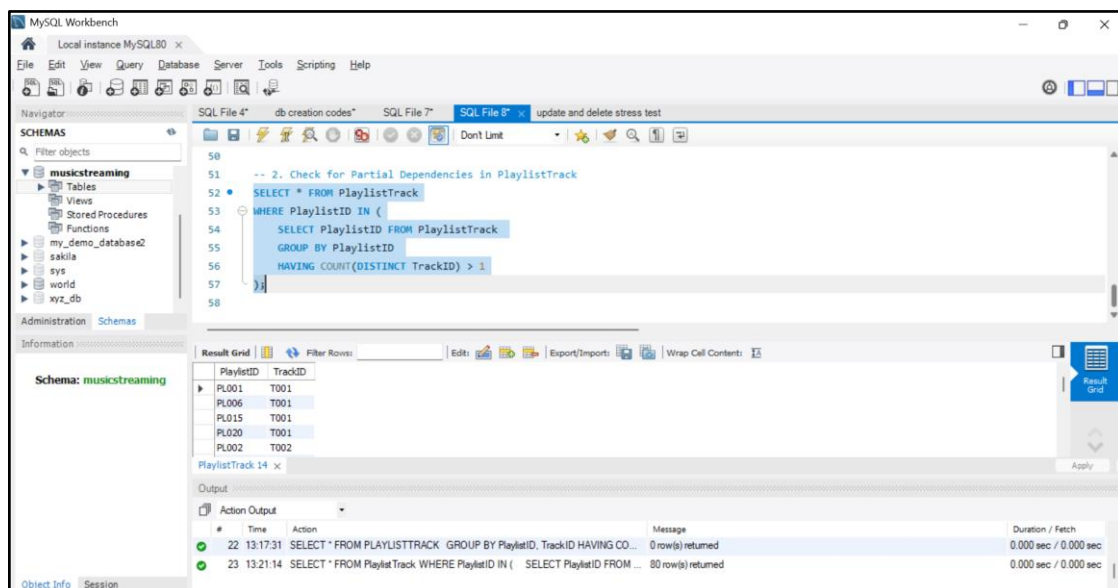 MySQL Workbench
Local instance MySQL80 ×
File Edit View Query Database Server Tools Scripting Help
Navigator
SCHEMAS
Filter objects
musicstreaming
Tables
Views
Stored Procedures
Functions
my_demo_database2
sakila
sys
world
xyz_db
Administration Schemas
Information
Schema: musicstreaming
Object Info Session
SQL File 4* db creation codes* SQL File 7* SQL File 8* × update and delete stress test
Don't Limit
50
51 -- 2. Check for Partial Dependencies in PlaylistTrack
52 SELECT * FROM PlaylistTrack
53 WHERE PlaylistID IN (
54 SELECT PlaylistID FROM PlaylistTrack
55 GROUP BY PlaylistID
56 HAVING COUNT(DISTINCT TrackID) > 1
57 );
58
Result Grid Filter Rows: Edit: Export/Import: Wrap Cell Content:
PlaylistID TrackID
PL001 T001
PL006 T001
PL015 T001
PL020 T001
PL002 T002
Result Grid
PlaylistTrack 14 × Apply
Output
Action Output
# Time Action Message Duration / Fetch
22 13:17:31 SELECT * FROM PLAYLISTTRACK GROUP BY PlaylistID, TrackID HAVING CO... 0 row(s) returned 0.000 sec / 0.000 sec
23 13:21:14 SELECT * FROM PlaylistTrack WHERE PlaylistID IN ( SELECT PlaylistID FROM ... 80 row(s) returned 0.000 sec / 0.000 sec